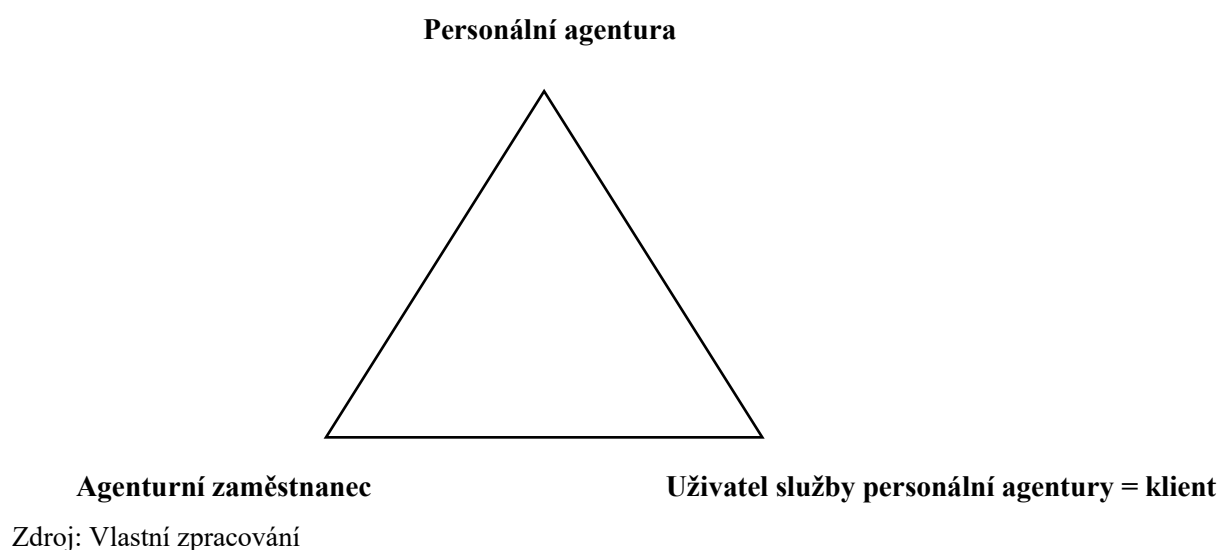 Personální agentura
Agenturní zaměstnanec
Uživatel služby personální agentury = klient
Zdroj: Vlastní zpracování